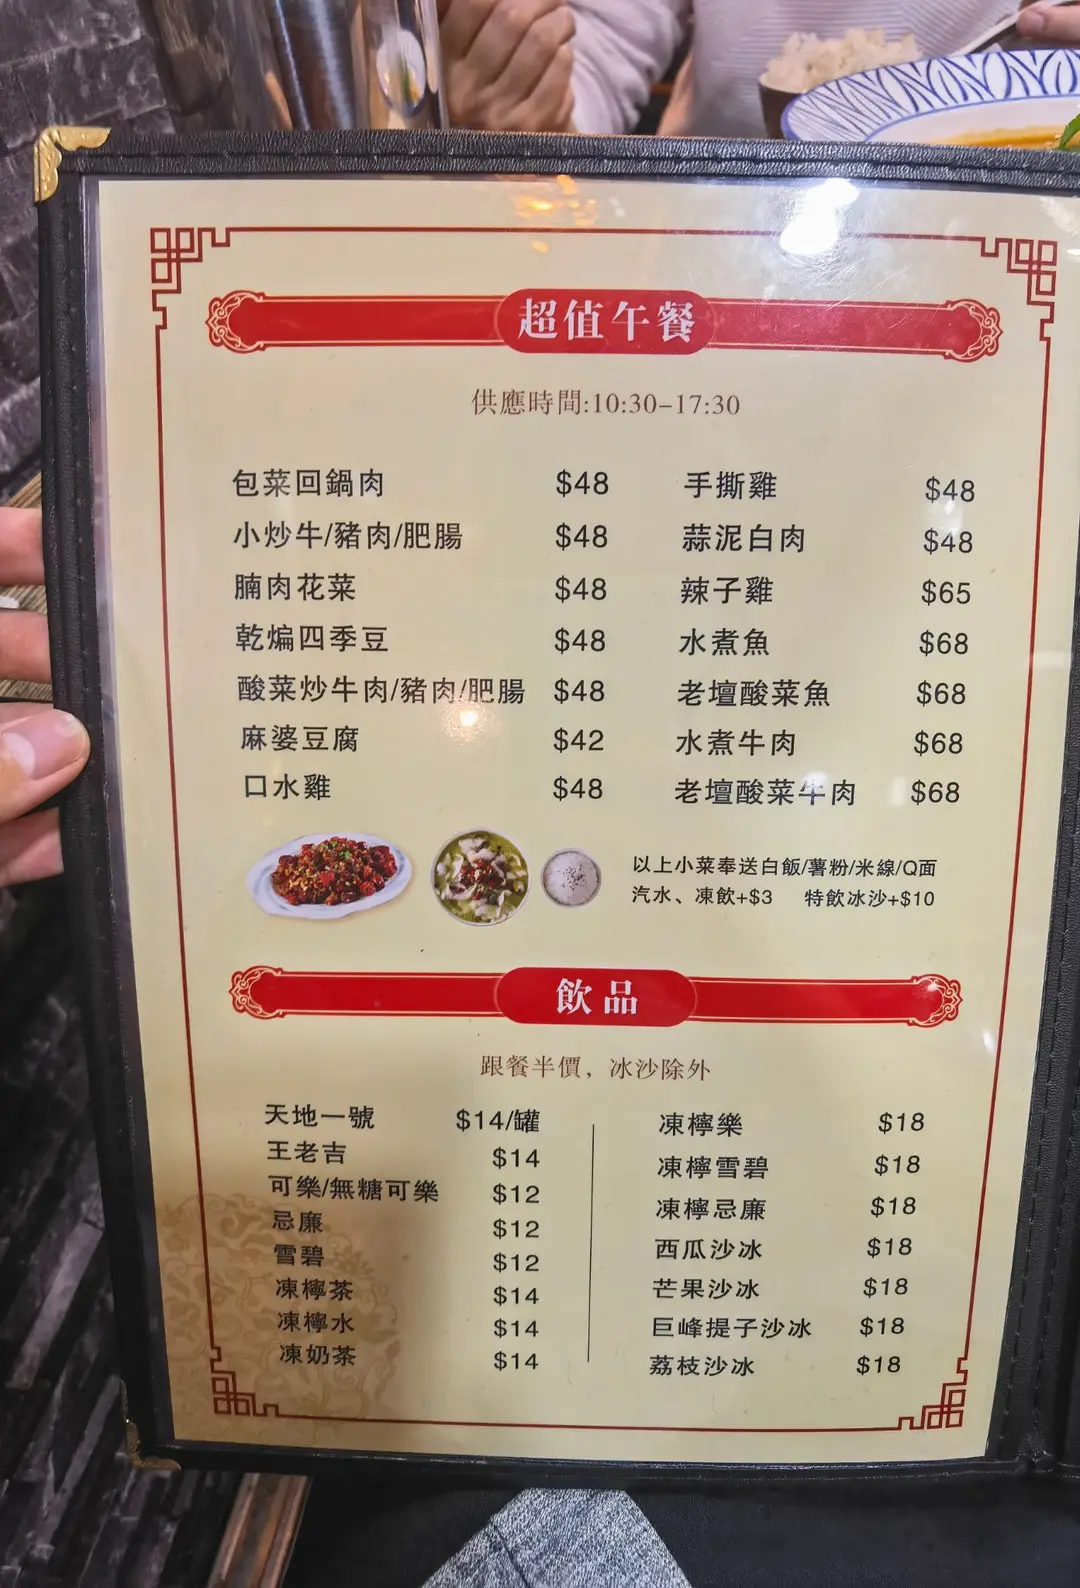 超值午餐
供應時間:10:30-17:30
包菜回鍋肉 $48
小炒牛/豬肉/肥腸 $48
腩肉花菜 $48
乾煸四季豆 $48
酸菜炒牛肉/豬肉/肥腸 $48
麻婆豆腐 $42
口水雞 $48
手撕雞 $48
蒜泥白肉 $48
辣子雞 $65
水煮魚 $68
老壇酸菜魚 $68
水煮牛肉 $68
老壇酸菜牛肉 $68
以上小菜奉送白飯/薯粉/米線/Q面
汽水、凍飲+$3 特飲冰沙+$10
飲品
跟餐半價，冰沙除外
天地一號 $14/罐
王老吉 $14
可樂/無糖可樂 $12
忌廉 $12
雪碧 $12
凍檸茶 $14
凍檸水 $14
凍奶茶 $14
凍檸樂 $18
凍檸雪碧 $18
凍檸忌廉 $18
西瓜沙冰 $18
芒果沙冰 $18
巨峰提子沙冰 $18
荔枝沙冰 $18